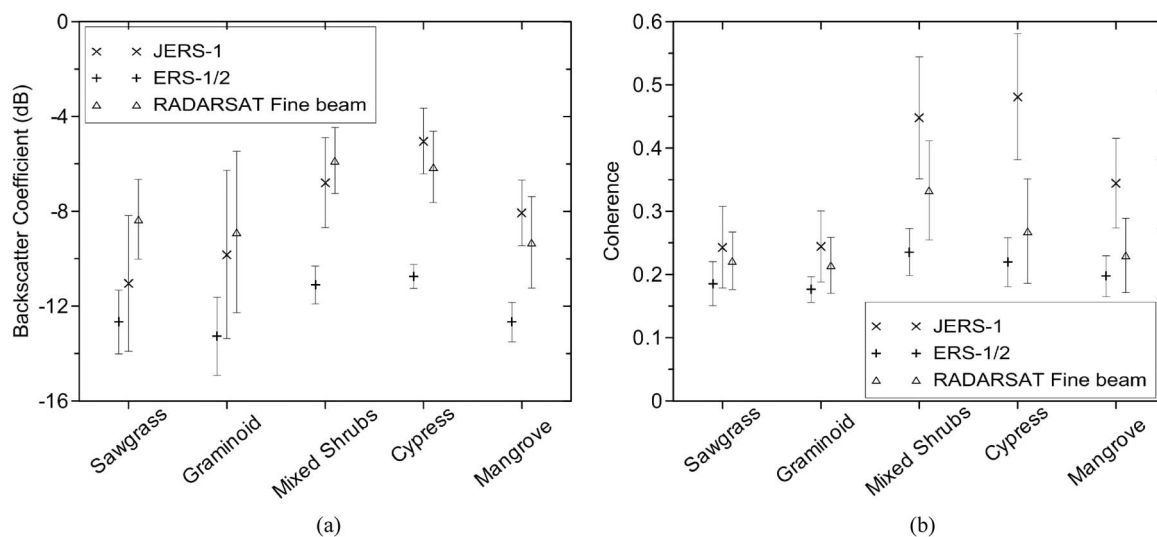 0
-4
-8
-12
-16
Backscatter Coefficient (dB)
JERS-1
ERS-1/2
RADARSAT Fine beam
Sawgrass
Graminoid
Mixed Shrubs
Cypress
Mangrove
(a)
0.6
0.5
0.4
0.3
0.2
0.1
0
Coherence
JERS-1
ERS-1/2
RADARSAT Fine beam
Sawgrass
Graminoid
Mixed Shrubs
Cypress
Mangrove
(b)